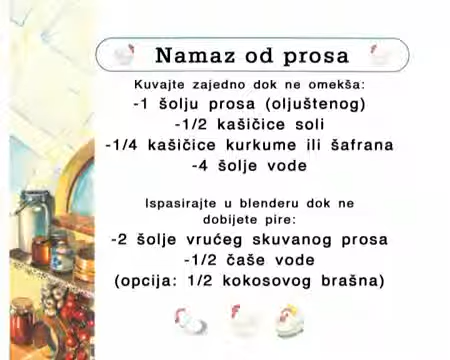 Namaz od prosa
Kuvajte zajedno dok ne omekša:
-1 šolju prosa (oljuštenog)
-1/2 kašičice soli
-1/4 kašičice kurkume ili šafrana
-4 šolje vode
Ispasirajte u blenderu dok ne
dobijete pire:
-2 šolje vrućeg skuvanog prosa
-1/2 čaše vode
(opcija: 1/2 kokosovog brašna)